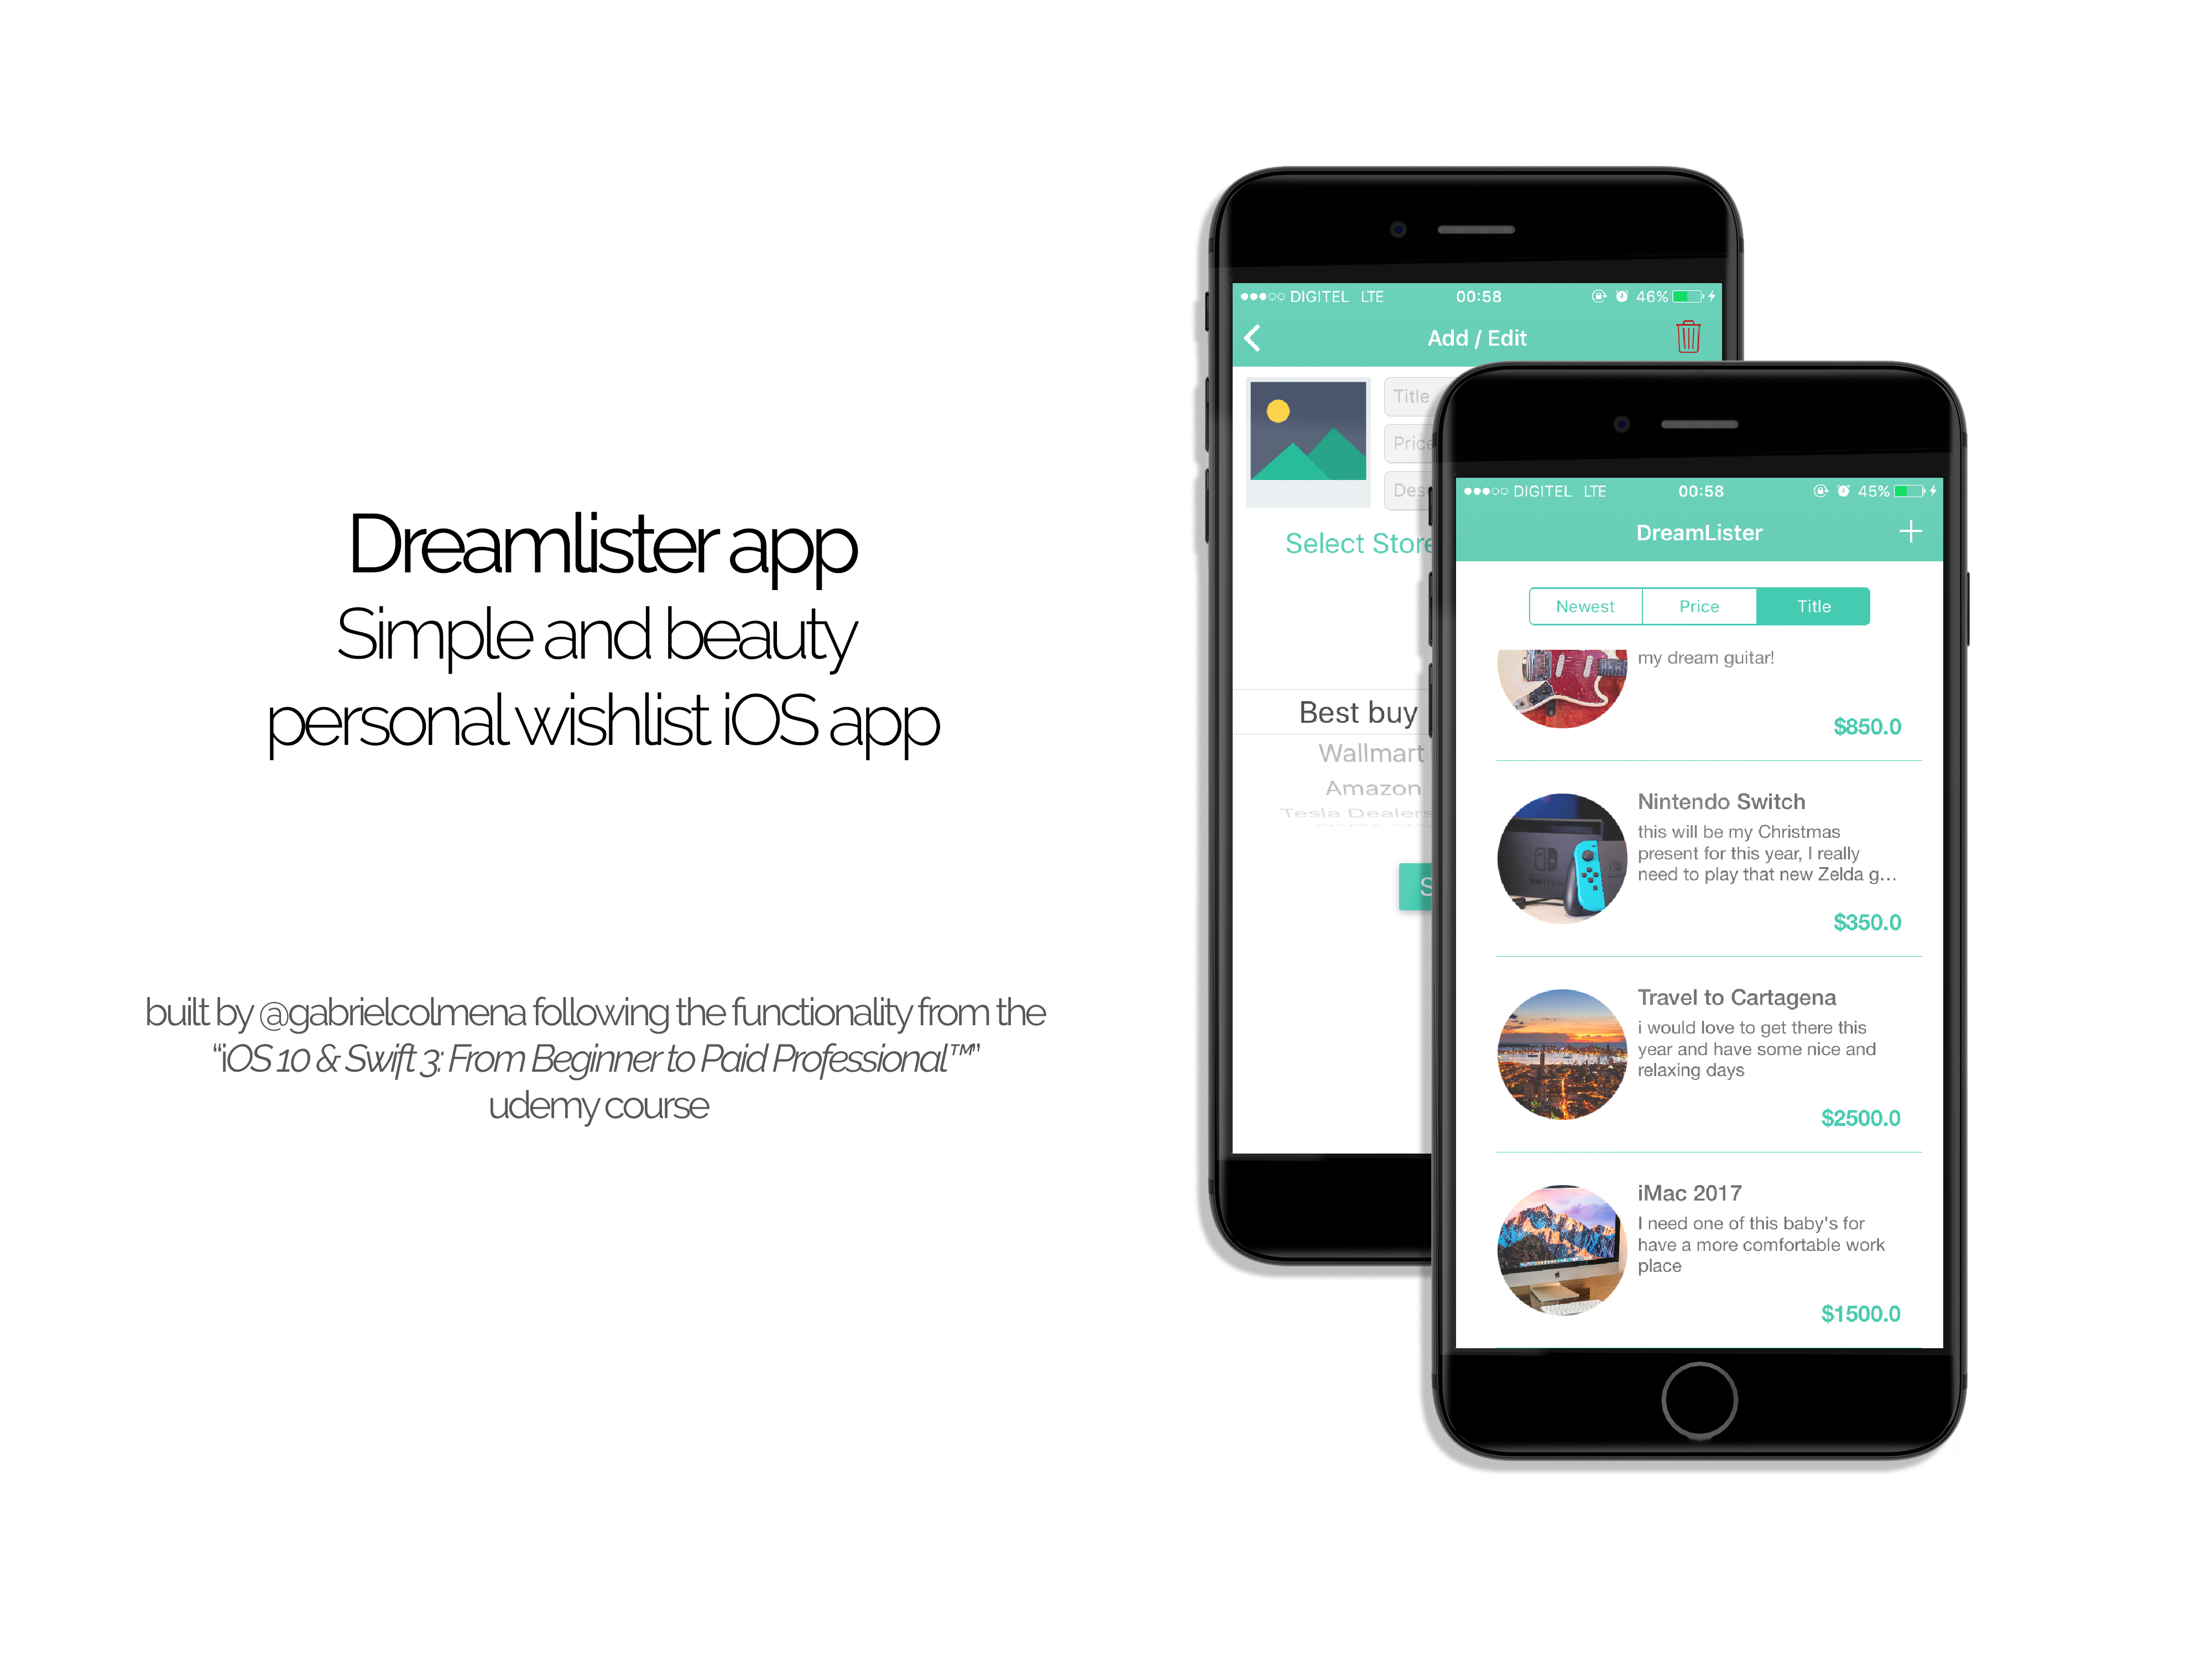 Dreamlister app
Simple and beauty
personal wishlist iOS app
built by @gabrielcolmena following the functionality from the
“iOS 10 & Swift 3: From Beginner to Paid Professional™”
udemy course
DIGITEL LTE 00:58 46%
Add / Edit
Title
Price
Select Store
Best buy
Wallmart
Amazon
Tesla Dealers
DIGITEL LTE 00:58 45%
DreamLister +
Newest Price Title
my dream guitar!
$850.0
Nintendo Switch
this will be my Christmas
present for this year, I really
need to play that new Zelda g...
$350.0
Travel to Cartagena
i would love to get there this
year and have some nice and
relaxing days
$2500.0
iMac 2017
I need one of this baby's for
have a more comfortable work
place
$1500.0